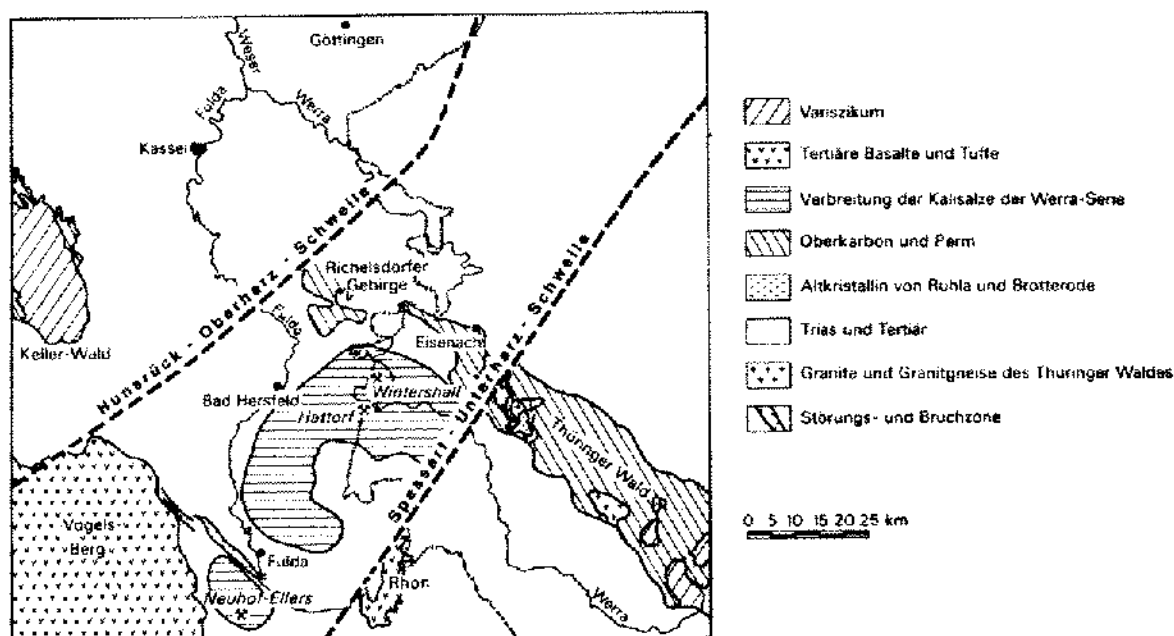 Göttingen
Weser
Fulda
Werra
Kassel
Hunsrück - Oberharz - Schwelle
Richelsdorfer
Gebirge
Fulda
Keller-Wald
Eisenach
Bad Hersfeld
Wintershall
Hattorf
Spessart - Unterharz - Schwelle
Thüringer Wald
Vogels-
Berg
Fulda
Neuhof-Ellers
Rhön
Werra
Variszikum
Tertiäre Basalte und Tuffe
Verbreitung der Kalisalze der Werra-Serie
Oberkarbon und Perm
Altkristallin von Ruhla und Brotterode
Trias und Tertiär
Granite und Granitgneise des Thüringer Waldes
Störungs- und Bruchzone
0 5 10 15 20 25 km